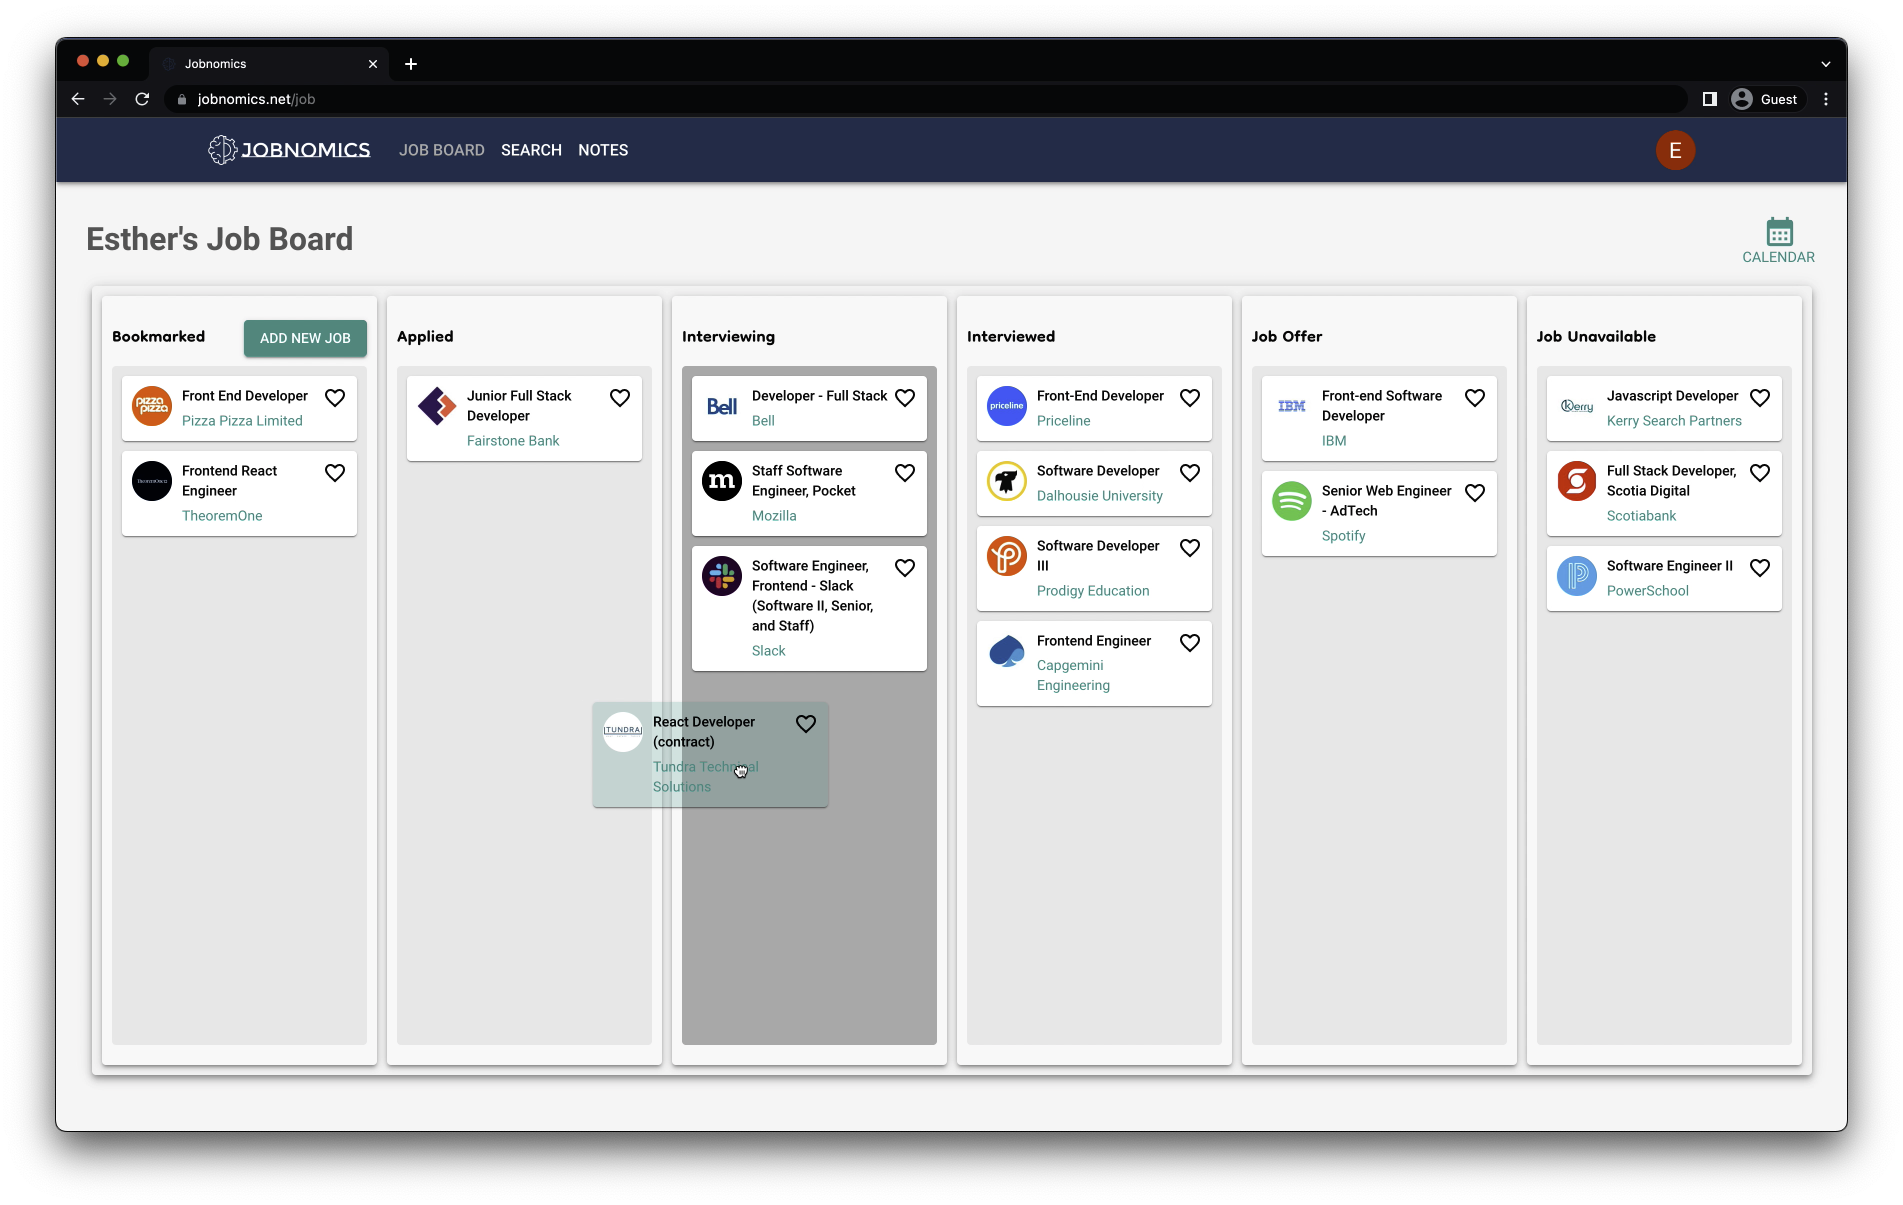 Jobnomics
jobnomics.net/job
Guest
JOBNOMICS
JOB BOARD
SEARCH
NOTES
E
Esther's Job Board
CALENDAR
Bookmarked
ADD NEW JOB
pizza
pizza
Front End Developer
Pizza Pizza Limited
TheoremOne
Frontend React
Engineer
TheoremOne
Applied
Junior Full Stack
Developer
Fairstone Bank
Interviewing
Bell
Developer - Full Stack
Bell
m
Staff Software
Engineer, Pocket
Mozilla
Software Engineer,
Frontend - Slack
(Software II, Senior,
and Staff)
Slack
TUNDRA
React Developer
(contract)
Tundra Technical
Solutions
Interviewed
priceline
Front-End Developer
Priceline
Software Developer
Dalhousie University
Software Developer
III
Prodigy Education
Frontend Engineer
Capgemini
Engineering
Job Offer
IBM
Front-end Software
Developer
IBM
Senior Web Engineer
- AdTech
Spotify
Job Unavailable
Kerry
Javascript Developer
Kerry Search Partners
Full Stack Developer,
Scotia Digital
Scotiabank
Software Engineer II
PowerSchool